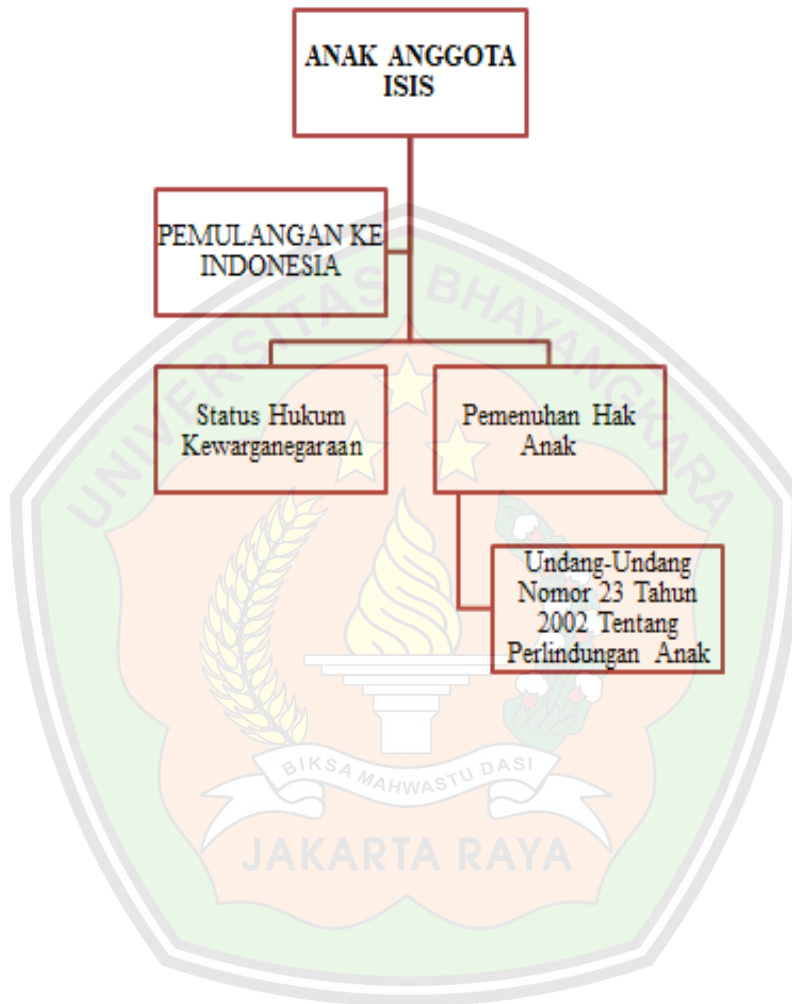 ANAK ANGGOTA
ISIS
PEMULANGAN KE
INDONESIA
Status Hukum
Kewarganegaraan
Pemenuhan Hak
Anak
Undang-Undang
Nomor 23 Tahun
2002 Tentang
Perlindungan Anak
UNIVERSITAS BHAYANGKARA
BIKSA MAHWASTU DASI
JAKARTA RAYA